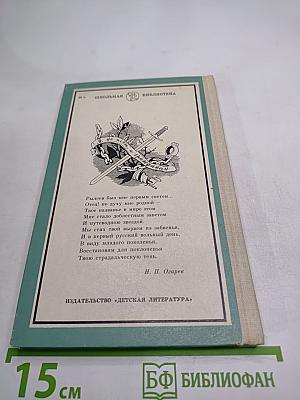 ШКОЛЬНАЯ БИБЛИОТЕКА
Рылеев был мне первым светом...
Отец! по духу мне родной —
Твое названье в мире этом
Мне стало доблестным заветом
И путеводною звездой.
Мы стих твой вырвем из забвенья,
И в первый русский вольный день,
В виду младого поколенья,
Восстановим для поклоненья
Твою страдальческую тень.
Н. П. Огарев
ИЗДАТЕЛЬСТВО «ДЕТСКАЯ ЛИТЕРАТУРА»
15 см
БФ БИБЛИОФАН